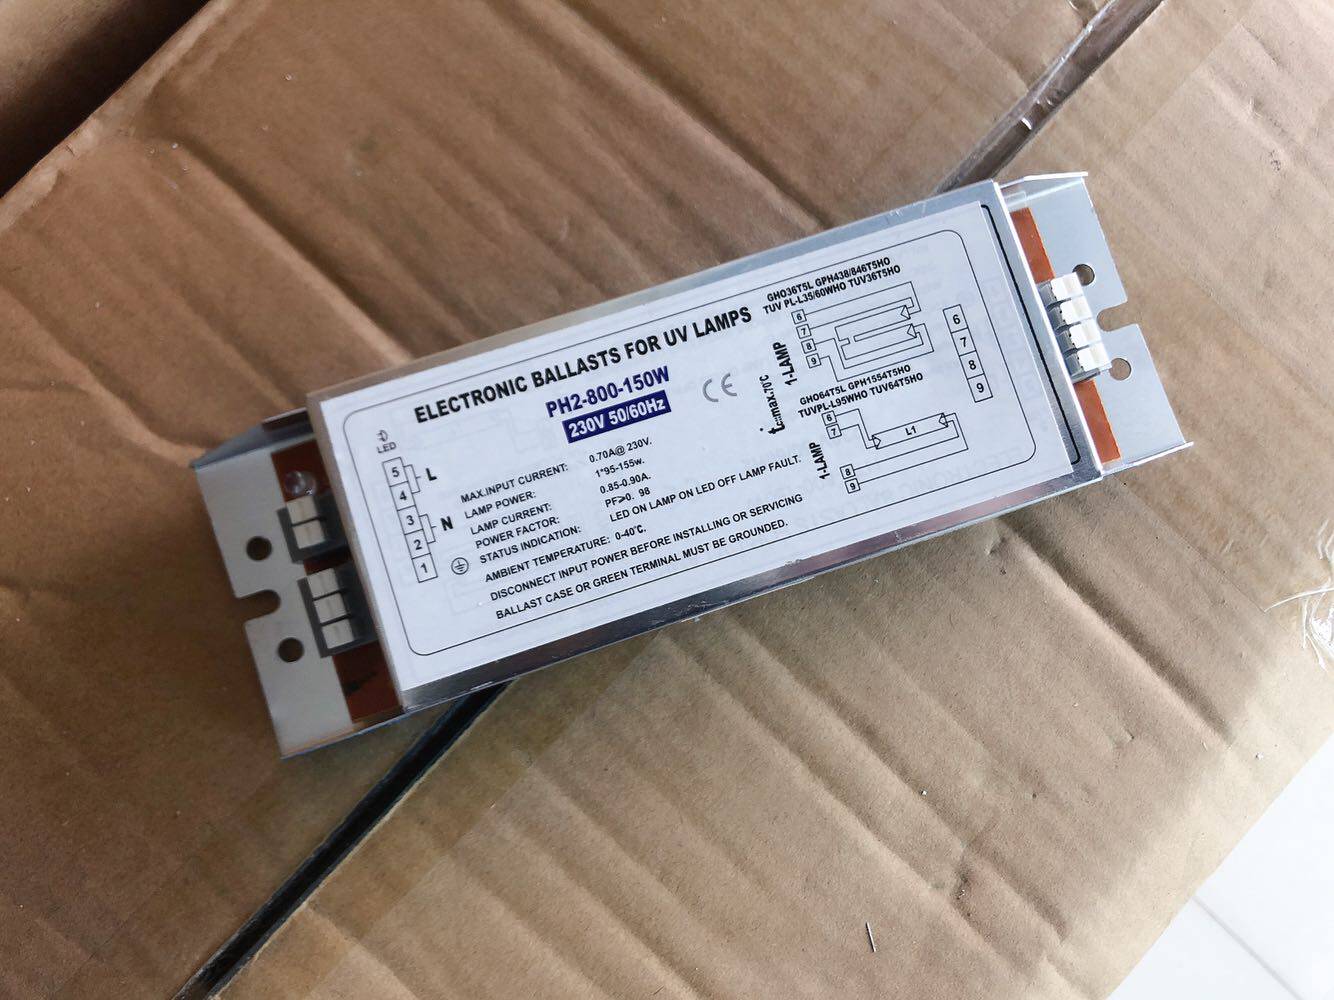 ELECTRONIC BALLASTS FOR UV LAMPS
PH2-800-150W
230V 50/60Hz
CE
LED
5
4
3
2
1
L
N
MAX.INPUT CURRENT: 0.70A@ 230V.
LAMP POWER: 1*95-155w.
LAMP CURRENT: 0.85-0.90A.
POWER FACTOR: PF≥0. 98
STATUS INDICATION: LED ON LAMP ON LED OFF LAMP FAULT.
AMBIENT TEMPERATURE: 0-40℃.
DISCONNECT INPUT POWER BEFORE INSTALLING OR SERVICING
BALLAST CASE OR GREEN TERMINAL MUST BE GROUNDED.
tc:max.70℃
GHO36T5L GPH438/846T5HO
TUV PL-L35/60WHO TUV36T5HO
1-LAMP
6
7
8
9
GHO64T5L GPH1554T5HO
TUVPL-L95WHO TUV64T5HO
1-LAMP
6
7
L1
8
9
6
7
8
9